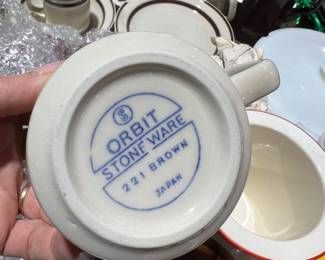 S
ORBIT
STONEWARE
221 BROWN
JAPAN